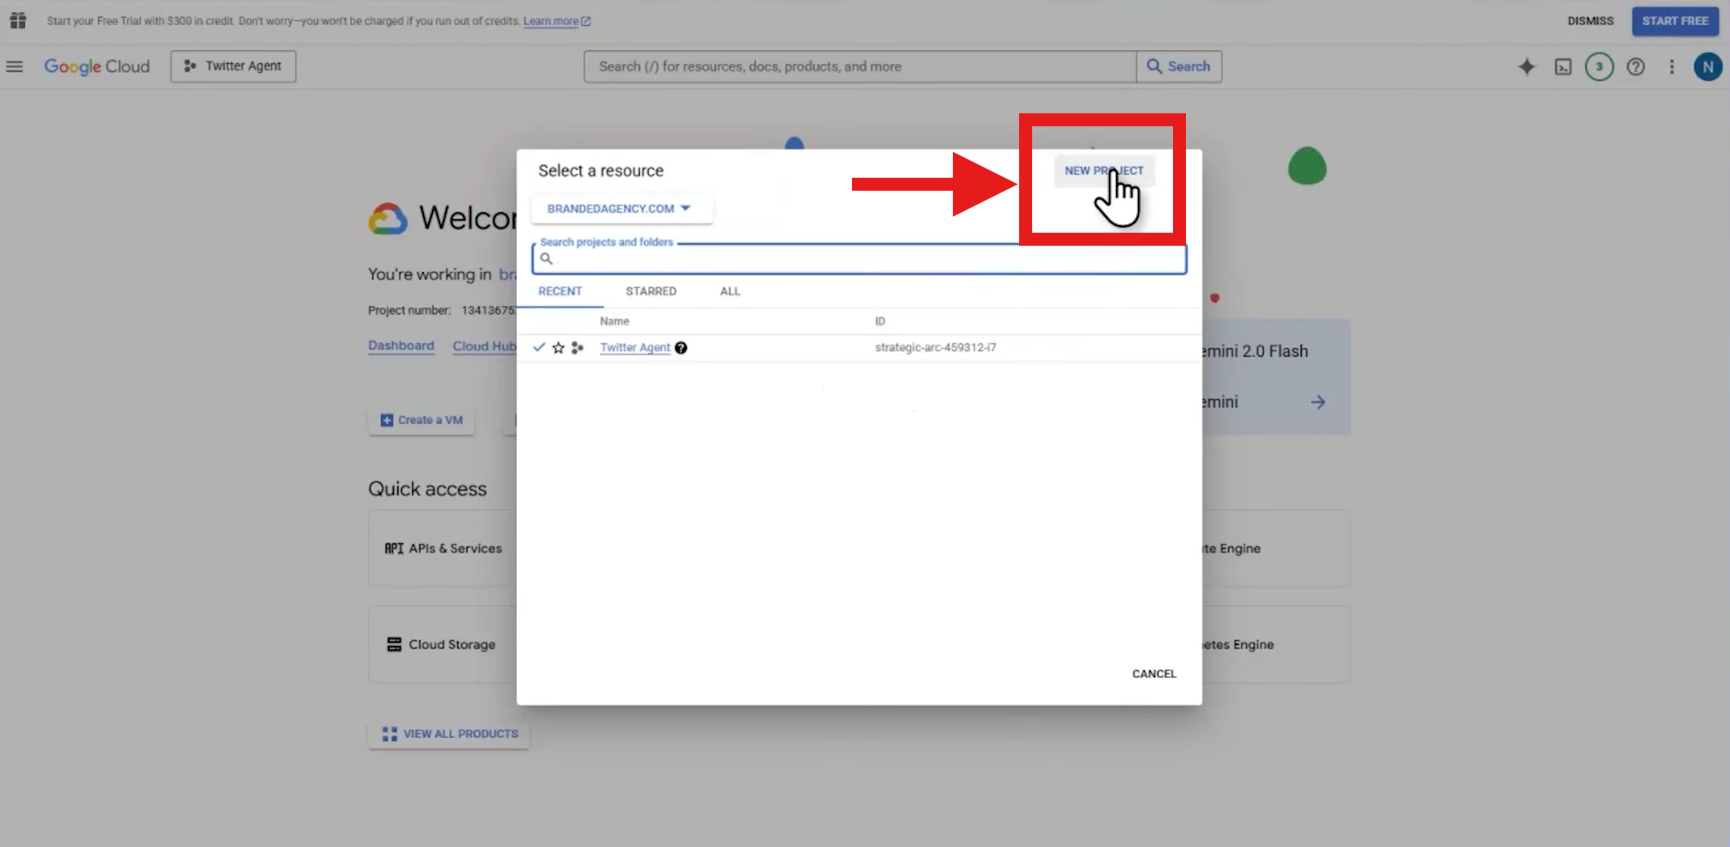 Start your Free Trial with $300 in credit. Don't worry—you won't be charged if you run out of credits. Learn more
DISMISS
START FREE
Google Cloud
Twitter Agent
Search (/) for resources, docs, products, and more
Search
3
N
Select a resource
NEW PROJECT
BRANDEDAGENCY.COM
Search projects and folders
RECENT
STARRED
ALL
Name
ID
Twitter Agent
strategic-arc-459312-i7
CANCEL
Welco
You're working in br
Project number: 13413675
Dashboard
Cloud Hub
emini 2.0 Flash
emini
Create a VM
Quick access
API APIs & Services
te Engine
Cloud Storage
etes Engine
VIEW ALL PRODUCTS